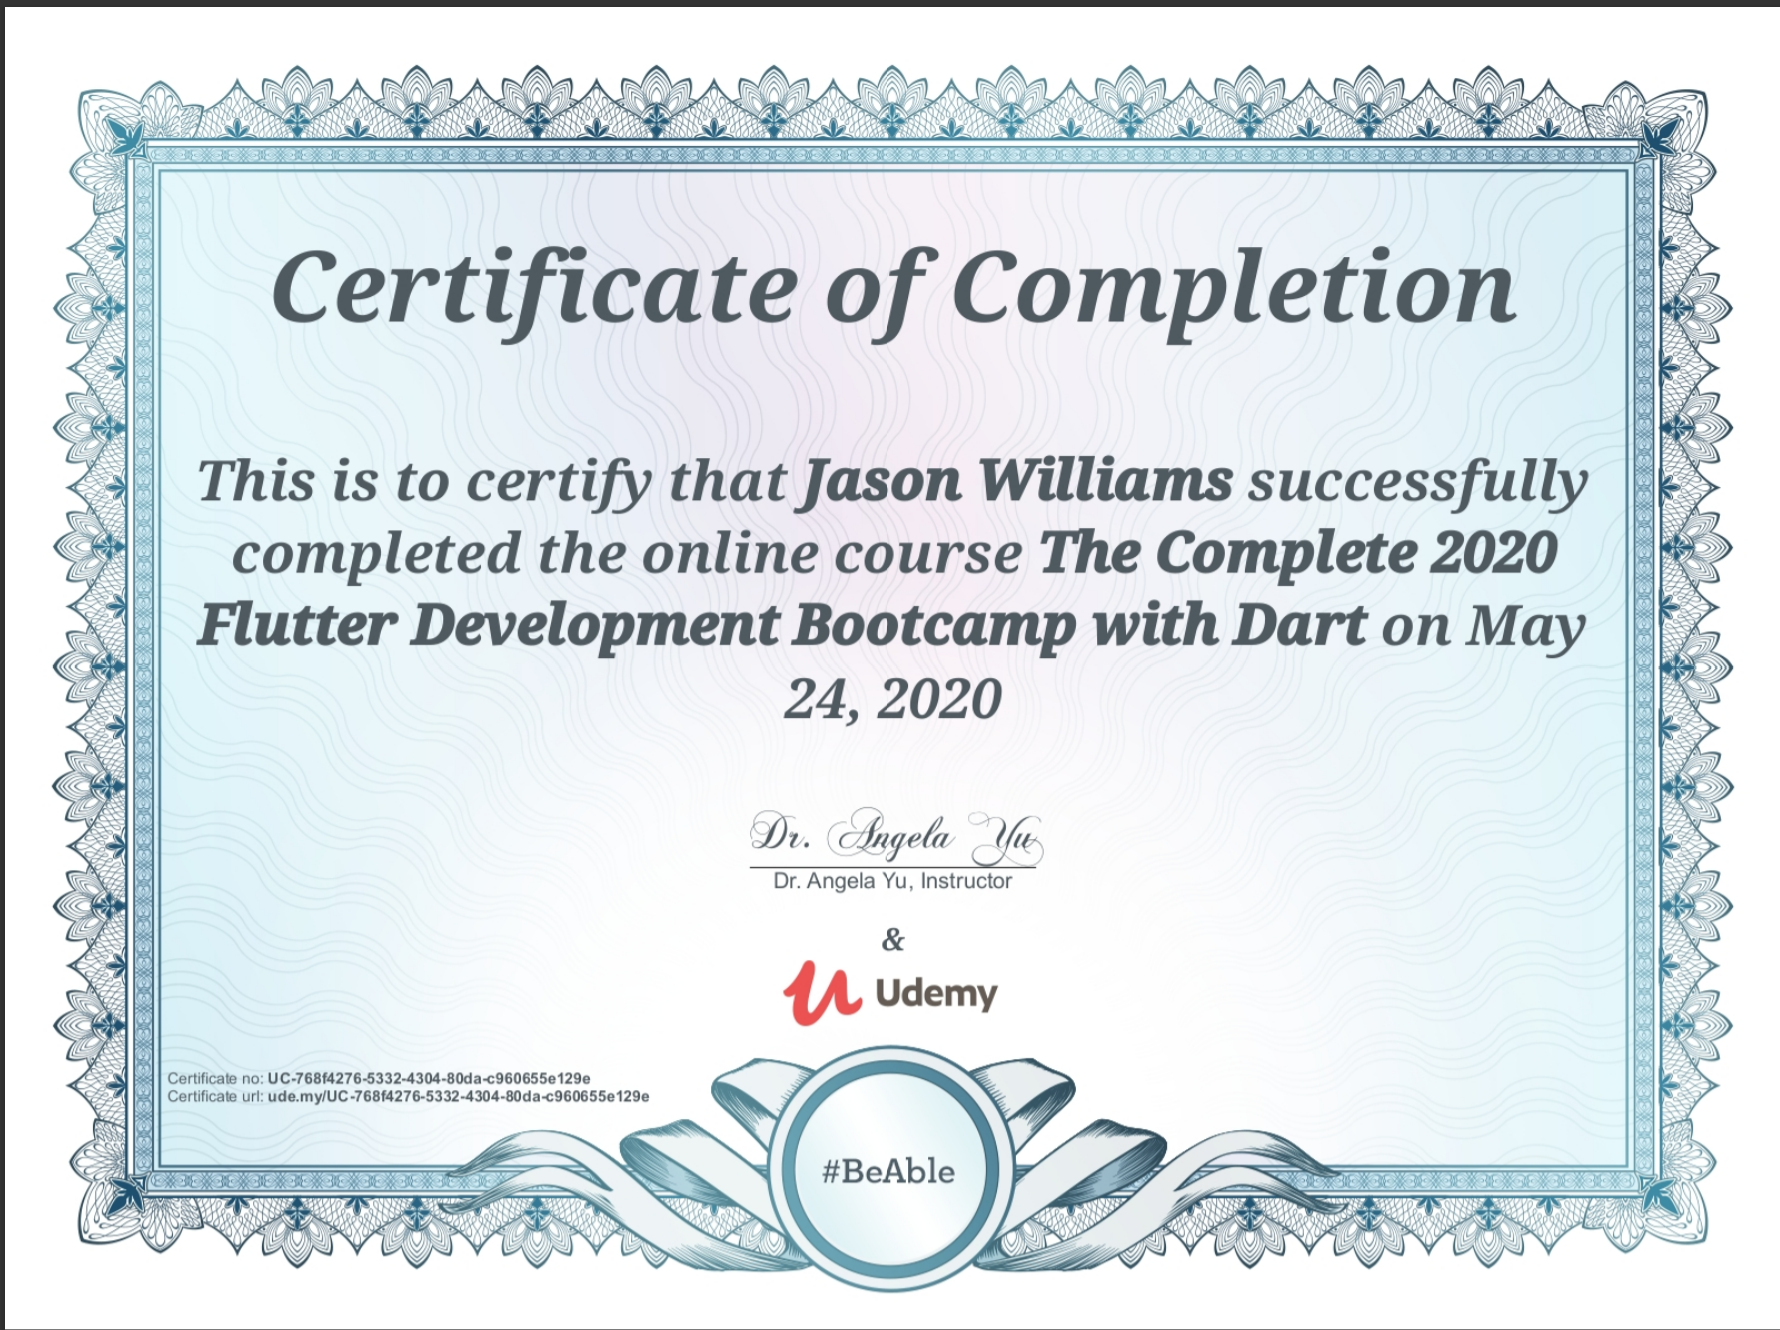 Certificate of Completion
This is to certify that Jason Williams successfully
completed the online course The Complete 2020
Flutter Development Bootcamp with Dart on May
24, 2020
Dr. Angela Yu
Dr. Angela Yu, Instructor
&
Udemy
Certificate no: UC-768f4276-5332-4304-80da-c960655e129e
Certificate url: ude.my/UC-768f4276-5332-4304-80da-c960655e129e
#BeAble